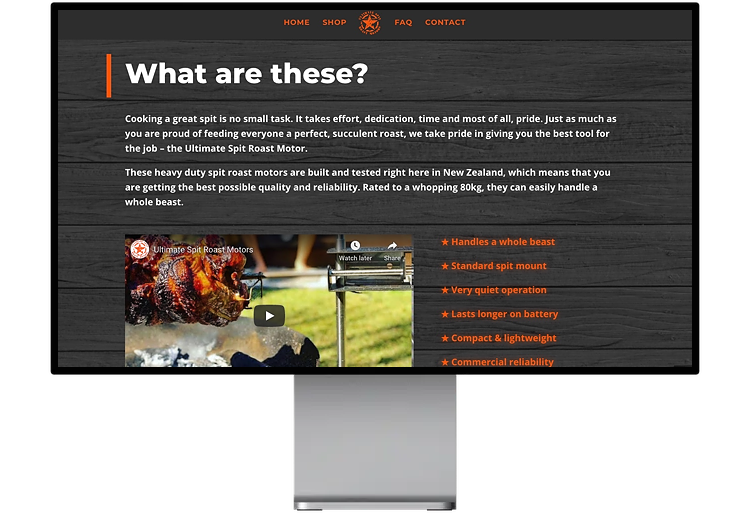 HOME SHOP FAQ CONTACT
What are these?
Cooking a great spit is no small task. It takes effort, dedication, time and most of all, pride. Just as much as
you are proud of feeding everyone a perfect, succulent roast, we take pride in giving you the best tool for
the job – the Ultimate Spit Roast Motor.
These heavy duty spit roast motors are built and tested right here in New Zealand, which means that you
are getting the best possible quality and reliability. Rated to a whopping 80kg, they can easily handle a
whole beast.
Ultimate Spit Roast Motors
Watch later Share
★ Handles a whole beast
★ Standard spit mount
★ Very quiet operation
★ Lasts longer on battery
★ Compact & lightweight
★ Commercial reliability